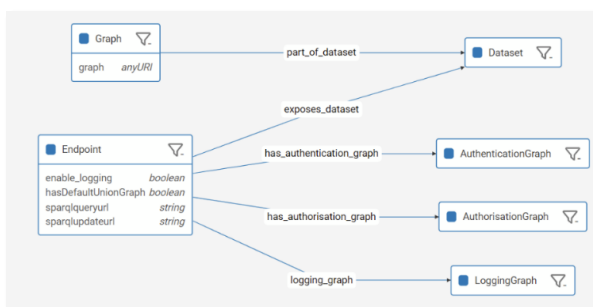 Graph
graph anyURI
part_of_dataset
Dataset
exposes_dataset
Endpoint
enable_logging boolean
hasDefaultUnionGraph boolean
sparqlqueryurl string
sparqlupdateurl string
has_authentication_graph
AuthenticationGraph
has_authorisation_graph
AuthorisationGraph
logging_graph
LoggingGraph